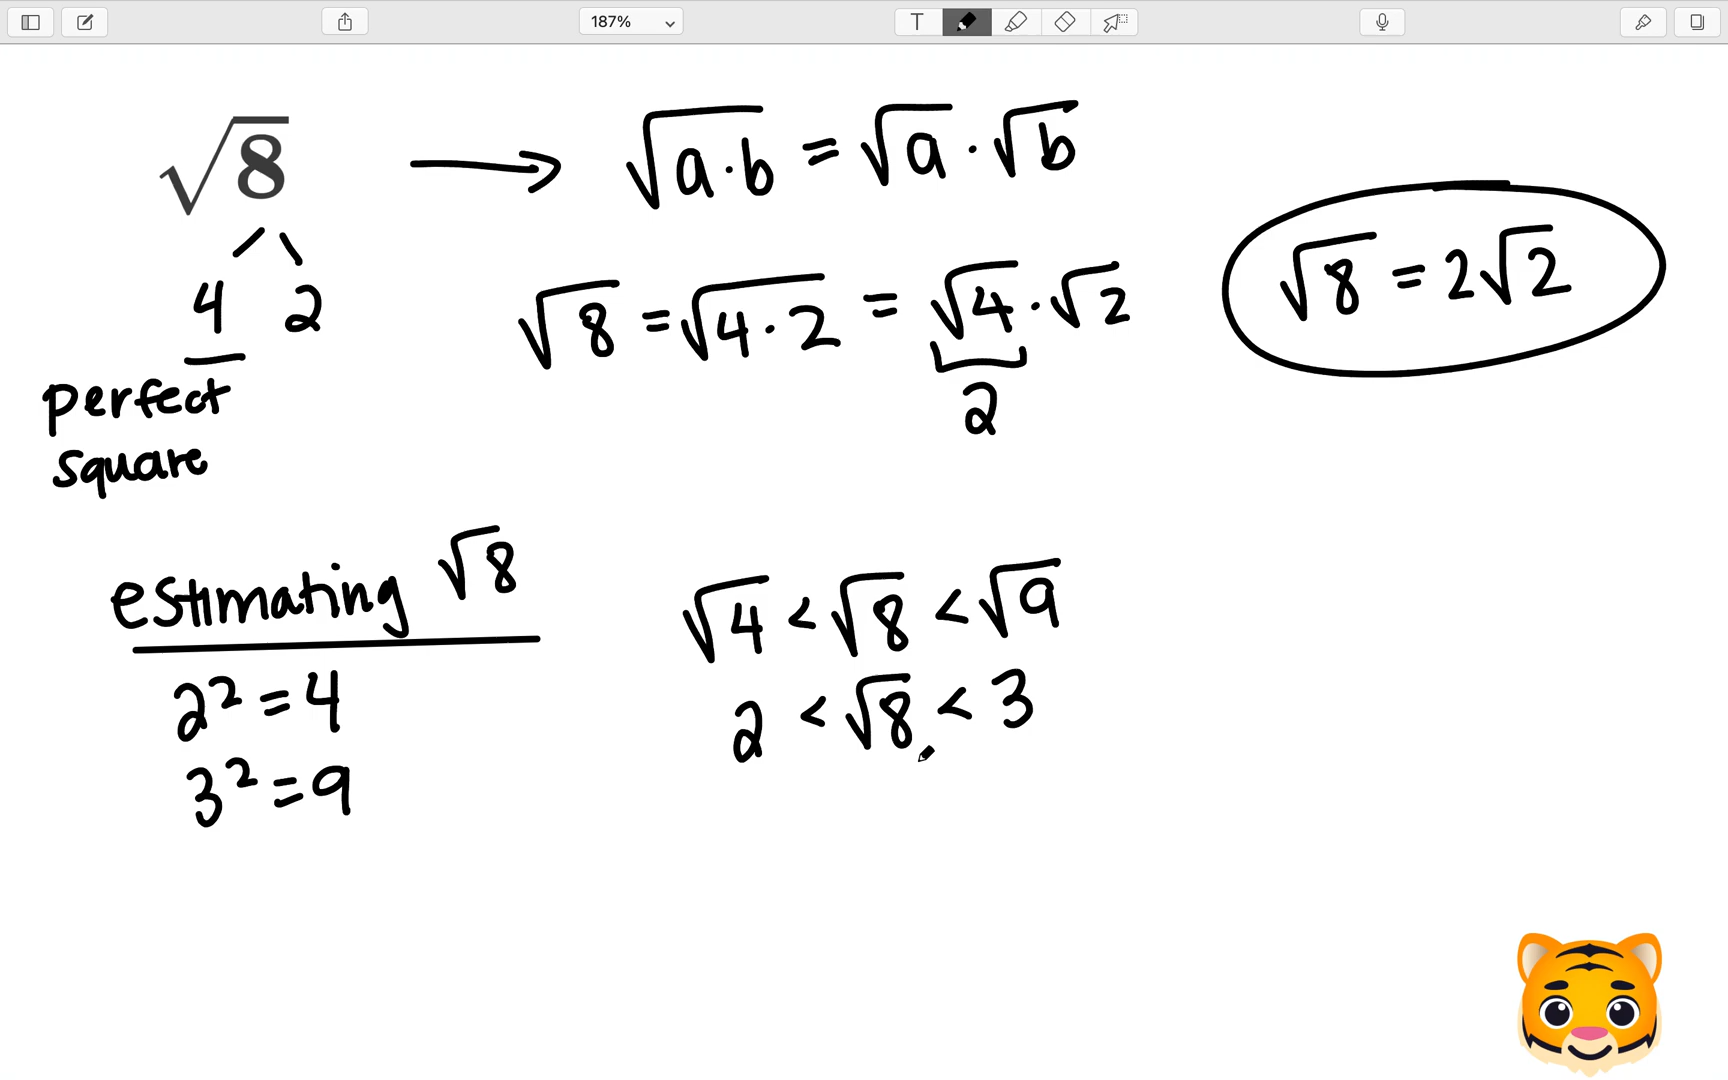 187%
T
√8 → √a·b = √a · √b
4 2
perfect
square
√8 = √4·2 = √4 · √2
2
√8 = 2√2
estimating √8
2² = 4
3² = 9
√4 < √8 < √9
2 < √8 < 3